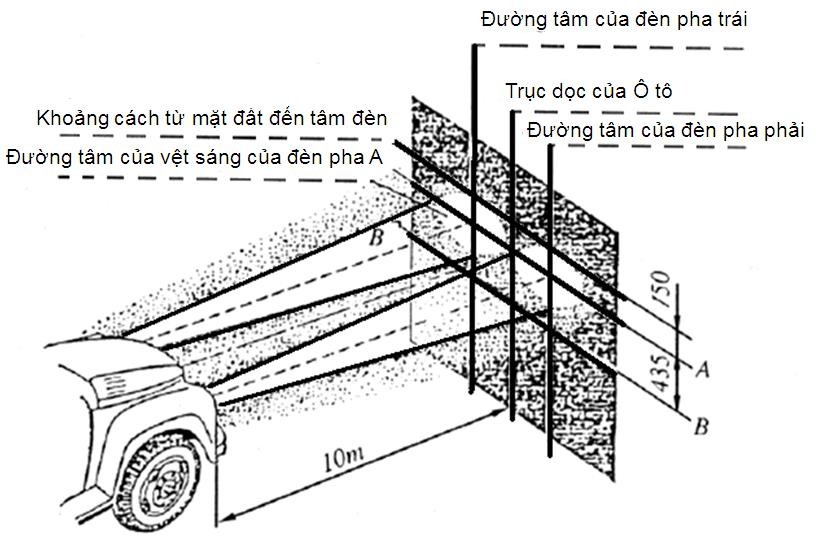 Đường tâm của đèn pha trái
Trục dọc của Ô tô
Khoảng cách từ mặt đất đến tâm đèn
Đường tâm của đèn pha phải
Đường tâm của vệt sáng của đèn pha A
B
150
A
435
B
10m